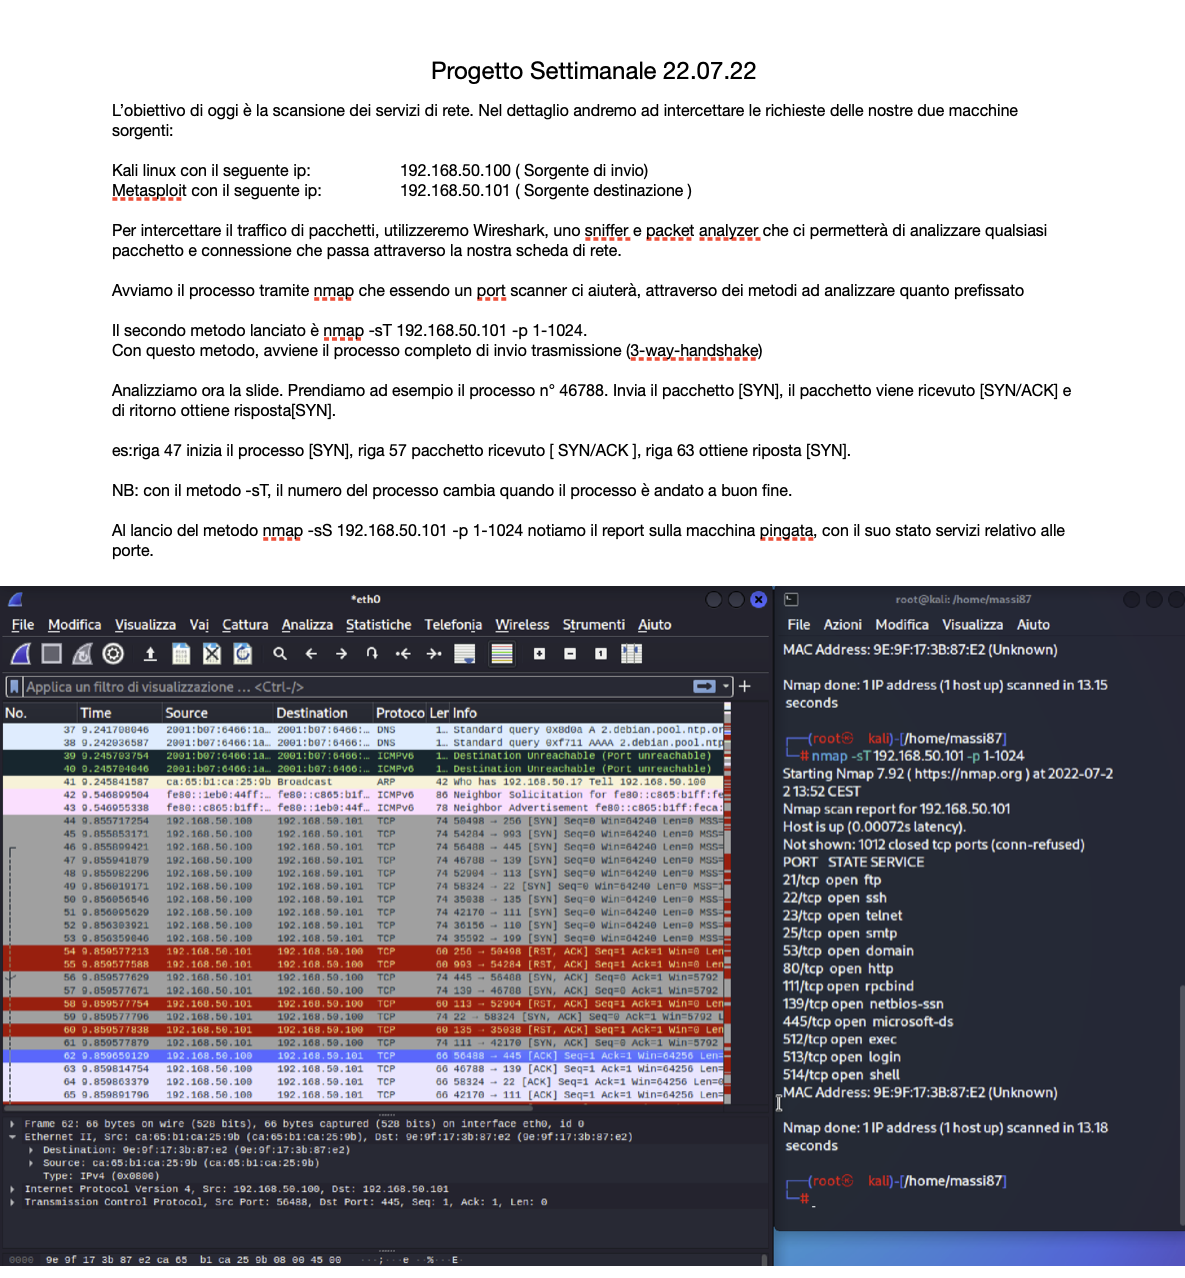 Progetto Settimanale 22.07.22
L'obiettivo di oggi è la scansione dei servizi di rete. Nel dettaglio andremo ad intercettare le richieste delle nostre due macchine
sorgenti:
Kali linux con il seguente ip: 192.168.50.100 ( Sorgente di invio)
Metasploit con il seguente ip: 192.168.50.101 ( Sorgente destinazione )
Per intercettare il traffico di pacchetti, utilizzeremo Wireshark, uno sniffer e packet analyzer che ci permetterà di analizzare qualsiasi
pacchetto e connessione che passa attraverso la nostra scheda di rete.
Avviamo il processo tramite nmap che essendo un port scanner ci aiuterà, attraverso dei metodi ad analizzare quanto prefissato
Il secondo metodo lanciato è nmap -sT 192.168.50.101 -p 1-1024.
Con questo metodo, avviene il processo completo di invio trasmissione (3-way-handshake)
Analizziamo ora la slide. Prendiamo ad esempio il processo n° 46788. Invia il pacchetto [SYN], il pacchetto viene ricevuto [SYN/ACK] e
di ritorno ottiene risposta[SYN].
es:riga 47 inizia il processo [SYN], riga 57 pacchetto ricevuto [ SYN/ACK ], riga 63 ottiene riposta [SYN].
NB: con il metodo -sT, il numero del processo cambia quando il processo è andato a buon fine.
Al lancio del metodo nmap -sS 192.168.50.101 -p 1-1024 notiamo il report sulla macchina pingata, con il suo stato servizi relativo alle
porte.
*eth0
File Modifica Visualizza Vai Cattura Analizza Statistiche Telefonia Wireless Strumenti Aiuto
Applica un filtro di visualizzazione ... <Ctrl-/>
No. Time Source Destination Protoco Ler Info
37 9.241708046 2001:b07:6466:1a… 2001:b07:6466:… DNS 1… Standard query 0x8d0a A 2.debian.pool.ntp.or
38 9.242036587 2001:b07:6466:1a… 2001:b07:6466:… DNS 1… Standard query 0xf711 AAAA 2.debian.pool.ntp
39 9.245703754 2001:b07:6466:1a… 2001:b07:6466:… ICMPv6 1… Destination Unreachable (Port unreachable)
40 9.245704046 2001:b07:6466:1a… 2001:b07:6466:… ICMPv6 1… Destination Unreachable (Port unreachable)
41 9.245841587 ca:65:b1:ca:25:9b Broadcast ARP 42 Who has 192.168.50.1? Tell 192.168.50.100
42 9.546899504 fe80::1eb0:44ff:… fe80::c865:b1f… ICMPv6 86 Neighbor Solicitation for fe80::c865:b1ff:fe
43 9.546955338 fe80::c865:b1ff:… fe80::1eb0:44f… ICMPv6 78 Neighbor Advertisement fe80::c865:b1ff:feca:
44 9.855717254 192.168.50.100 192.168.50.101 TCP 74 50498 → 256 [SYN] Seq=0 Win=64240 Len=0 MSS=
45 9.855853171 192.168.50.100 192.168.50.101 TCP 74 54284 → 993 [SYN] Seq=0 Win=64240 Len=0 MSS=
46 9.855899421 192.168.50.100 192.168.50.101 TCP 74 56488 → 445 [SYN] Seq=0 Win=64240 Len=0 MSS=
47 9.855941879 192.168.50.100 192.168.50.101 TCP 74 46788 → 139 [SYN] Seq=0 Win=64240 Len=0 MSS=
48 9.855982296 192.168.50.100 192.168.50.101 TCP 74 52904 → 113 [SYN] Seq=0 Win=64240 Len=0 MSS=
49 9.856019171 192.168.50.100 192.168.50.101 TCP 74 58324 → 22 [SYN] Seq=0 Win=64240 Len=0 MSS=1
50 9.856056546 192.168.50.100 192.168.50.101 TCP 74 35038 → 135 [SYN] Seq=0 Win=64240 Len=0 MSS=
51 9.856095629 192.168.50.100 192.168.50.101 TCP 74 42170 → 111 [SYN] Seq=0 Win=64240 Len=0 MSS=
52 9.856303921 192.168.50.100 192.168.50.101 TCP 74 36156 → 110 [SYN] Seq=0 Win=64240 Len=0 MSS=
53 9.856359046 192.168.50.100 192.168.50.101 TCP 74 35592 → 199 [SYN] Seq=0 Win=64240 Len=0 MSS=
54 9.859577213 192.168.50.101 192.168.50.100 TCP 60 256 → 50498 [RST, ACK] Seq=1 Ack=1 Win=0 Len
55 9.859577588 192.168.50.101 192.168.50.100 TCP 60 993 → 54284 [RST, ACK] Seq=1 Ack=1 Win=0 Len
56 9.859577629 192.168.50.101 192.168.50.100 TCP 74 445 → 56488 [SYN, ACK] Seq=0 Ack=1 Win=5792
57 9.859577671 192.168.50.101 192.168.50.100 TCP 74 139 → 46788 [SYN, ACK] Seq=0 Ack=1 Win=5792
58 9.859577754 192.168.50.101 192.168.50.100 TCP 60 113 → 52904 [RST, ACK] Seq=1 Ack=1 Win=0 Len
59 9.859577796 192.168.50.101 192.168.50.100 TCP 74 22 → 58324 [SYN, ACK] Seq=0 Ack=1 Win=5792 L
60 9.859577838 192.168.50.101 192.168.50.100 TCP 60 135 → 35038 [RST, ACK] Seq=1 Ack=1 Win=0 Len
61 9.859577879 192.168.50.101 192.168.50.100 TCP 74 111 → 42170 [SYN, ACK] Seq=0 Ack=1 Win=5792
62 9.859659129 192.168.50.100 192.168.50.101 TCP 66 56488 → 445 [ACK] Seq=1 Ack=1 Win=64256 Len=
63 9.859814754 192.168.50.100 192.168.50.101 TCP 66 46788 → 139 [ACK] Seq=1 Ack=1 Win=64256 Len=
64 9.859863379 192.168.50.100 192.168.50.101 TCP 66 58324 → 22 [ACK] Seq=1 Ack=1 Win=64256 Len=0
65 9.859891796 192.168.50.100 192.168.50.101 TCP 66 42170 → 111 [ACK] Seq=1 Ack=1 Win=64256 Len=
Frame 62: 66 bytes on wire (528 bits), 66 bytes captured (528 bits) on interface eth0, id 0
Ethernet II, Src: ca:65:b1:ca:25:9b (ca:65:b1:ca:25:9b), Dst: 9e:9f:17:3b:87:e2 (9e:9f:17:3b:87:e2)
Destination: 9e:9f:17:3b:87:e2 (9e:9f:17:3b:87:e2)
Source: ca:65:b1:ca:25:9b (ca:65:b1:ca:25:9b)
Type: IPv4 (0x0800)
Internet Protocol Version 4, Src: 192.168.50.100, Dst: 192.168.50.101
Transmission Control Protocol, Src Port: 56488, Dst Port: 445, Seq: 1, Ack: 1, Len: 0
0000 9e 9f 17 3b 87 e2 ca 65 b1 ca 25 9b 08 00 45 00 ···;···e ··%···E·
root@kali: /home/massi87
File Azioni Modifica Visualizza Aiuto
MAC Address: 9E:9F:17:3B:87:E2 (Unknown)
Nmap done: 1 IP address (1 host up) scanned in 13.15
seconds
(root㉿kali)-[/home/massi87]
# nmap -sT 192.168.50.101 -p 1-1024
Starting Nmap 7.92 ( https://nmap.org ) at 2022-07-2
2 13:52 CEST
Nmap scan report for 192.168.50.101
Host is up (0.00072s latency).
Not shown: 1012 closed tcp ports (conn-refused)
PORT STATE SERVICE
21/tcp open ftp
22/tcp open ssh
23/tcp open telnet
25/tcp open smtp
53/tcp open domain
80/tcp open http
111/tcp open rpcbind
139/tcp open netbios-ssn
445/tcp open microsoft-ds
512/tcp open exec
513/tcp open login
514/tcp open shell
MAC Address: 9E:9F:17:3B:87:E2 (Unknown)
Nmap done: 1 IP address (1 host up) scanned in 13.18
seconds
(root㉿kali)-[/home/massi87]
#